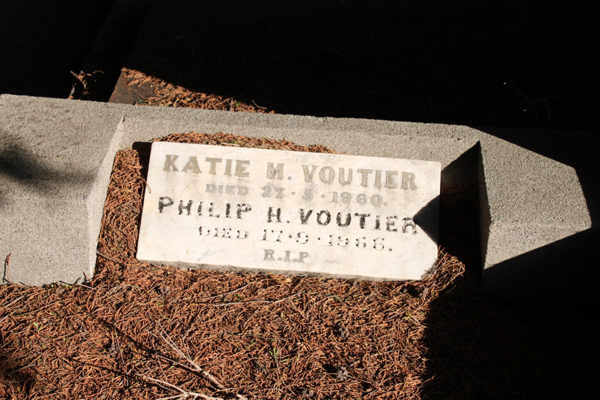 KATIE M. VOUTIER
DIED 27·5·1960.
PHILIP H. VOUTIER
DIED 17·9·1966.
R.I.P